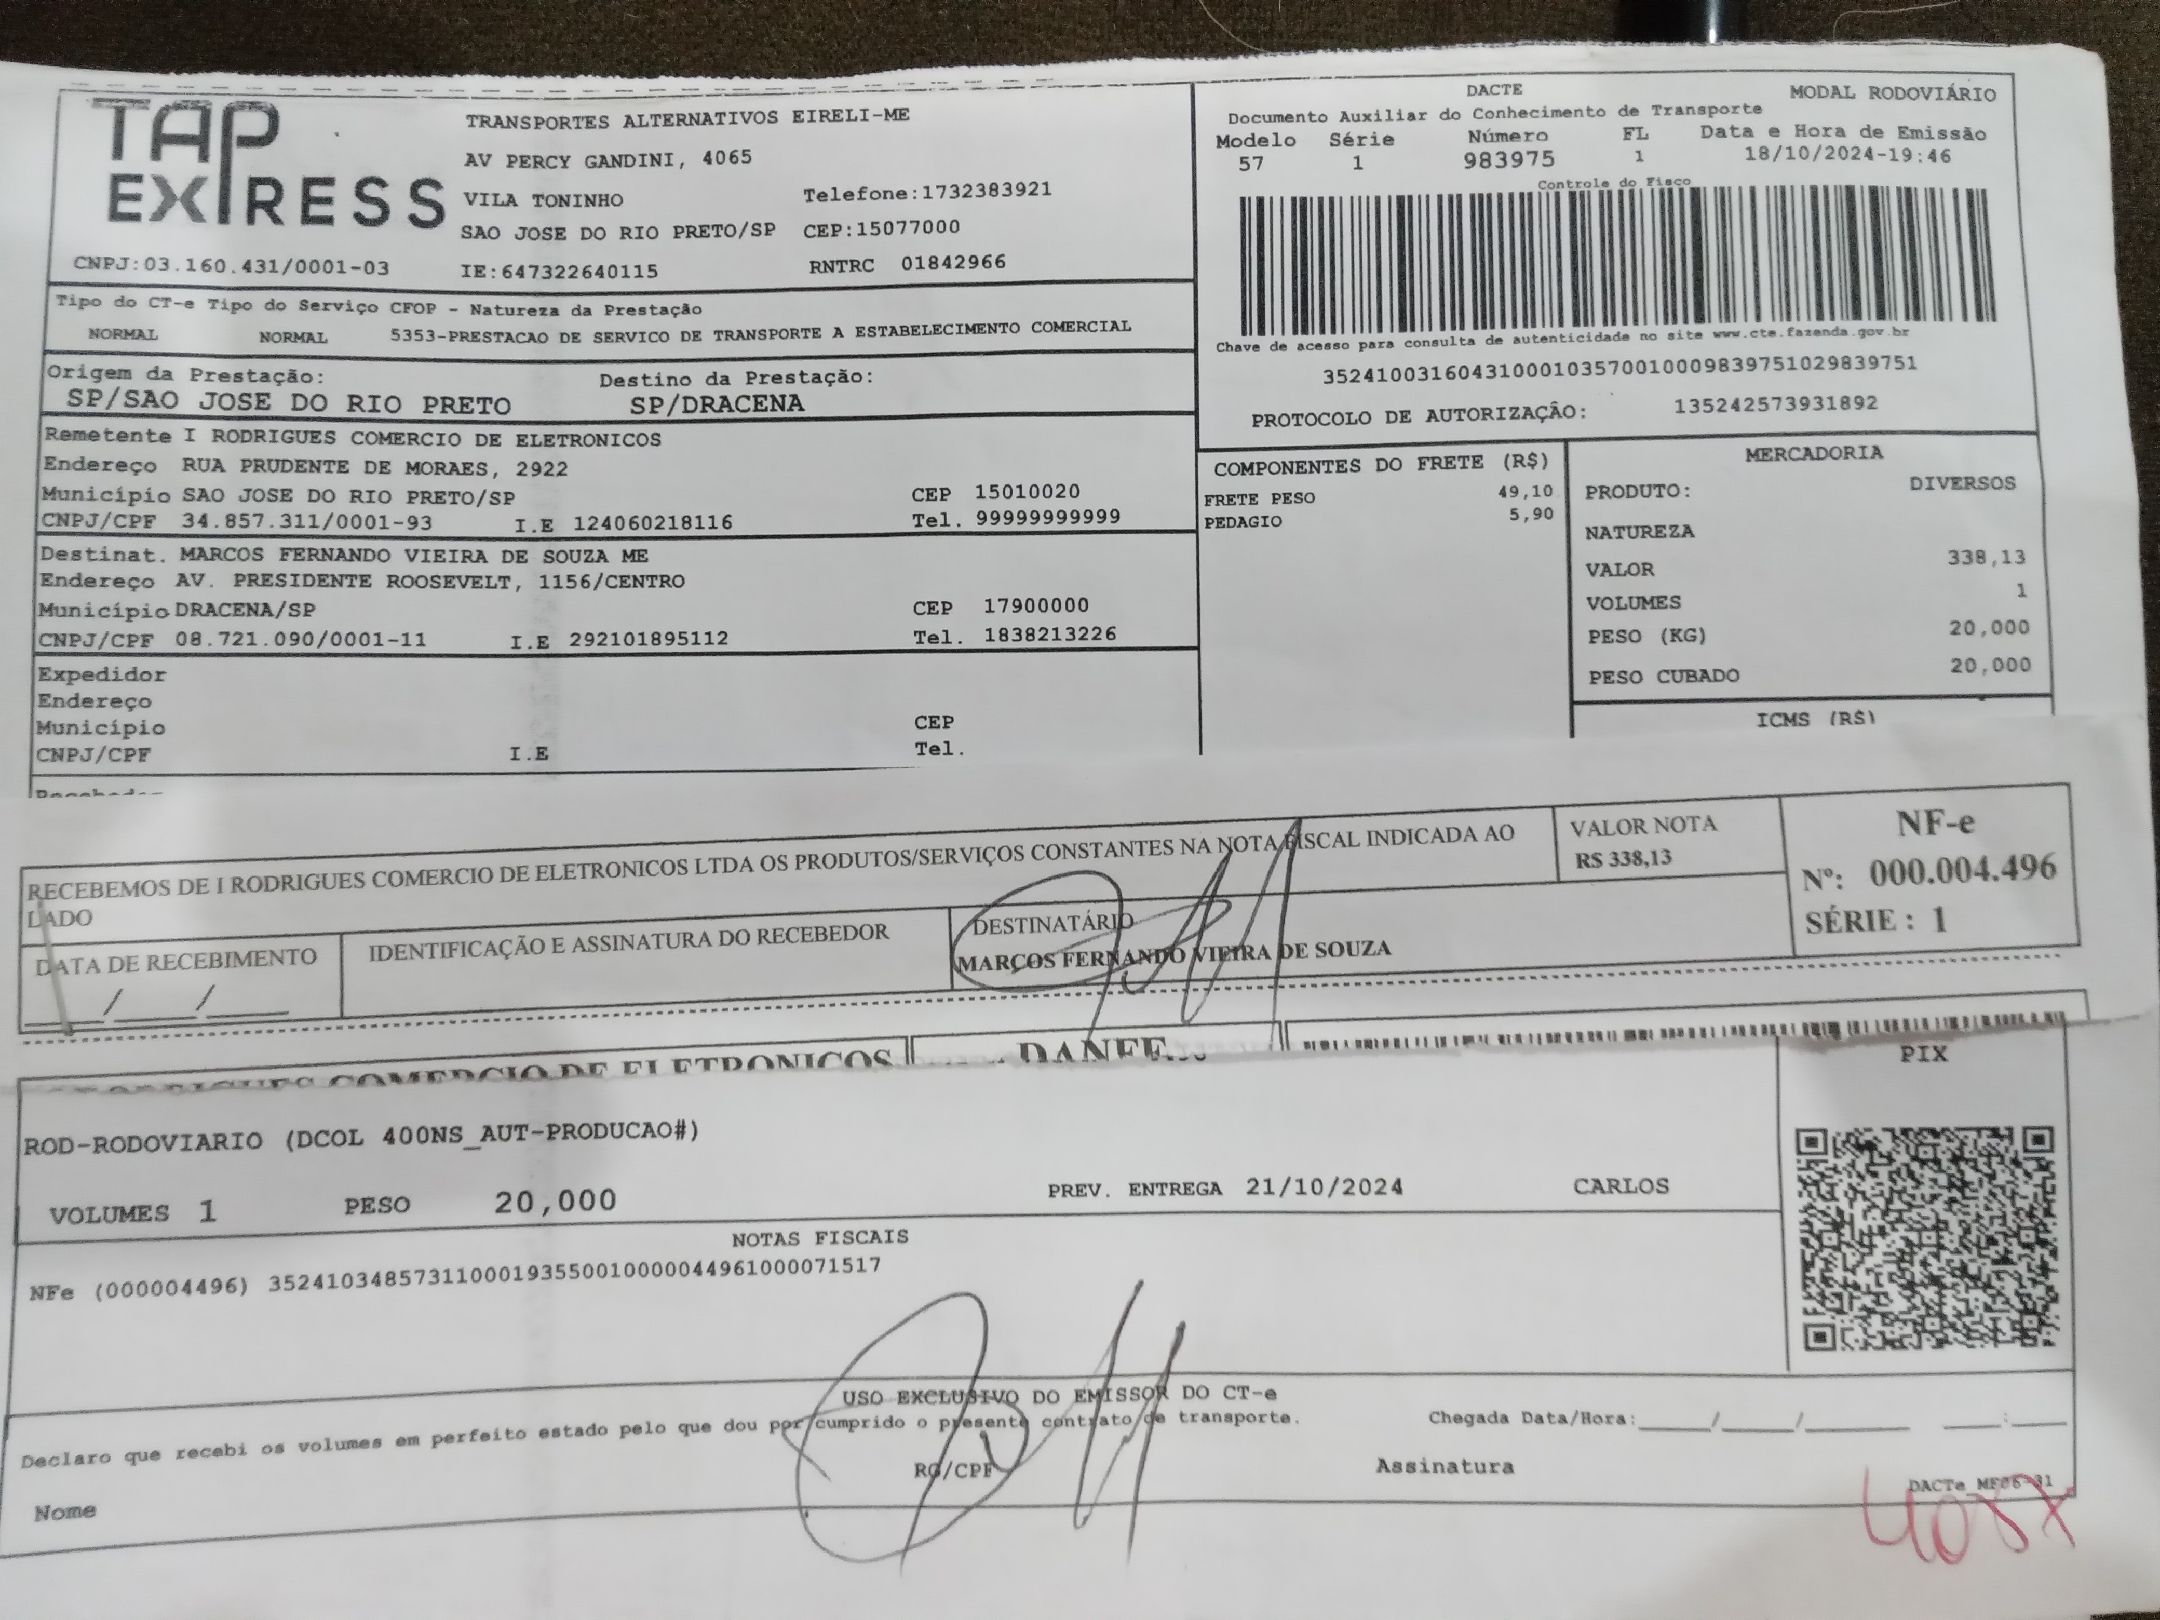 TAP
EXPRESS
TRANSPORTES ALTERNATIVOS EIRELI-ME
AV PERCY GANDINI, 4065
VILA TONINHO Telefone:1732383921
SAO JOSE DO RIO PRETO/SP CEP:15077000
CNPJ:03.160.431/0001-03 IE:647322640115 RNTRC 01842966
DACTE MODAL RODOVIÁRIO
Documento Auxiliar do Conhecimento de Transporte
Modelo Série Número FL Data e Hora de Emissão
57 1 983975 1 18/10/2024-19:46
Controle do Fisco
Chave de acesso para consulta de autenticidade no site www.cte.fazenda.gov.br
35241003160431000103570010009839751029839751
PROTOCOLO DE AUTORIZAÇÃO: 135242573931892
Tipo do CT-e Tipo do Serviço CFOP - Natureza da Prestação
NORMAL NORMAL 5353-PRESTACAO DE SERVICO DE TRANSPORTE A ESTABELECIMENTO COMERCIAL
Origem da Prestação: Destino da Prestação:
SP/SAO JOSE DO RIO PRETO SP/DRACENA
Remetente I RODRIGUES COMERCIO DE ELETRONICOS
Endereço RUA PRUDENTE DE MORAES, 2922
Município SAO JOSE DO RIO PRETO/SP CEP 15010020
CNPJ/CPF 34.857.311/0001-93 I.E 124060218116 Tel. 99999999999
Destinat. MARCOS FERNANDO VIEIRA DE SOUZA ME
Endereço AV. PRESIDENTE ROOSEVELT, 1156/CENTRO
Município DRACENA/SP CEP 17900000
CNPJ/CPF 08.721.090/0001-11 I.E 292101895112 Tel. 1838213226
Expedidor
Endereço
Município CEP
CNPJ/CPF I.E Tel.
COMPONENTES DO FRETE (R$)
FRETE PESO 49,10
PEDAGIO 5,90
MERCADORIA
PRODUTO: DIVERSOS
NATUREZA
VALOR 338,13
VOLUMES 1
PESO (KG) 20,000
PESO CUBADO 20,000
ICMS (R$)
RECEBEMOS DE I RODRIGUES COMERCIO DE ELETRONICOS LTDA OS PRODUTOS/SERVIÇOS CONSTANTES NA NOTA FISCAL INDICADA AO
LADO
VALOR NOTA
R$ 338,13
NF-e
Nº: 000.004.496
SÉRIE : 1
DATA DE RECEBIMENTO
___/___/___
IDENTIFICAÇÃO E ASSINATURA DO RECEBEDOR
DESTINATÁRIO
MARCOS FERNANDO VIEIRA DE SOUZA
RODRIGUES COMERCIO DE ELETRONICOS DANFE
ROD-RODOVIARIO (DCOL 400NS_AUT-PRODUCAO#)
VOLUMES 1 PESO 20,000 PREV. ENTREGA 21/10/2024 CARLOS
PIX
NOTAS FISCAIS
NFe (000004496) 35241034857311000193550010000044961000071517
USO EXCLUSIVO DO EMISSOR DO CT-e
Declaro que recebi os volumes em perfeito estado pelo que dou por cumprido o presente contrato de transporte. Chegada Data/Hora:____/____/______ ___:___
Nome RG/CPF Assinatura